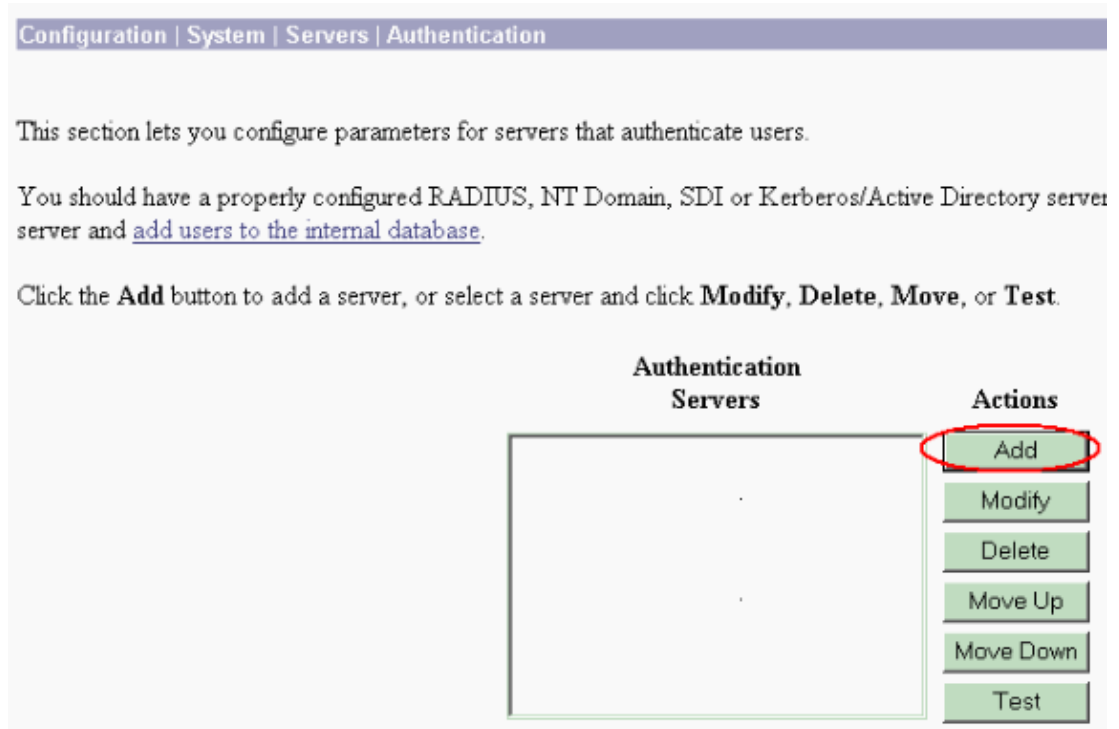 Configuration | System | Servers | Authentication
This section lets you configure parameters for servers that authenticate users.
You should have a properly configured RADIUS, NT Domain, SDI or Kerberos/Active Directory server
server and add users to the internal database.
Click the Add button to add a server, or select a server and click Modify, Delete, Move, or Test.
Authentication
Servers
Actions
Add
Modify
Delete
Move Up
Move Down
Test